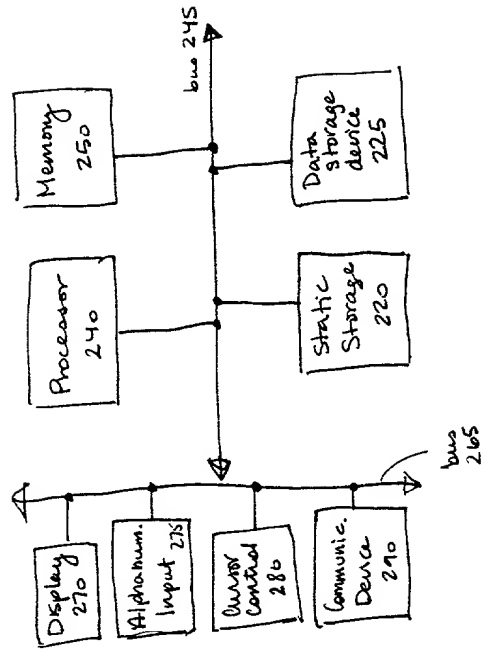 Memory
250
Processor
240
bus 245
Data
storage
device
225
Static
Storage
220
Display
270
Alphanum.
Input 275
Cursor
Control
280
Communic.
Device
290
bus
265